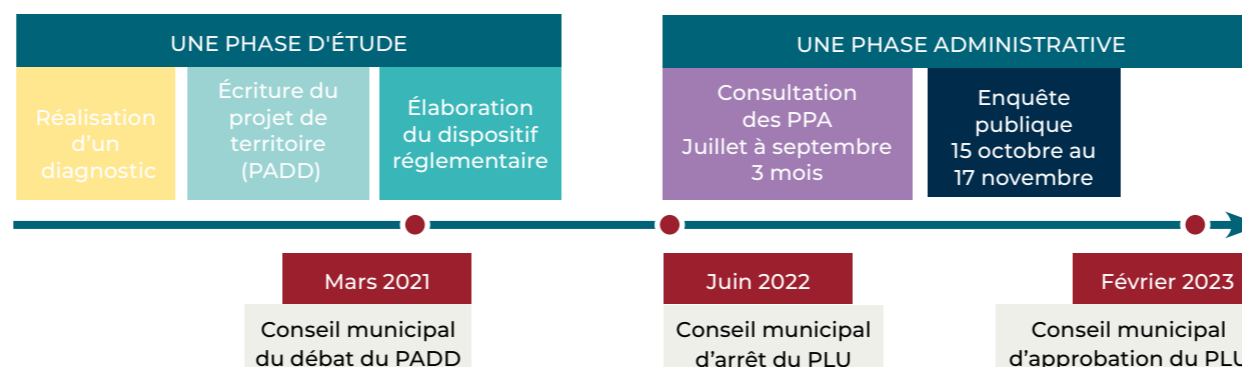 UNE PHASE D'ÉTUDE
Réalisation
d’un
diagnostic
Écriture du
projet de
territoire
(PADD)
Élaboration
du dispositif
réglementaire
UNE PHASE ADMINISTRATIVE
Consultation
des PPA
Juillet à septembre
3 mois
Enquête
publique
15 octobre au
17 novembre
Mars 2021
Conseil municipal
du débat du PADD
Juin 2022
Conseil municipal
d’arrêt du PLU
Février 2023
Conseil municipal
d’approbation du PLU